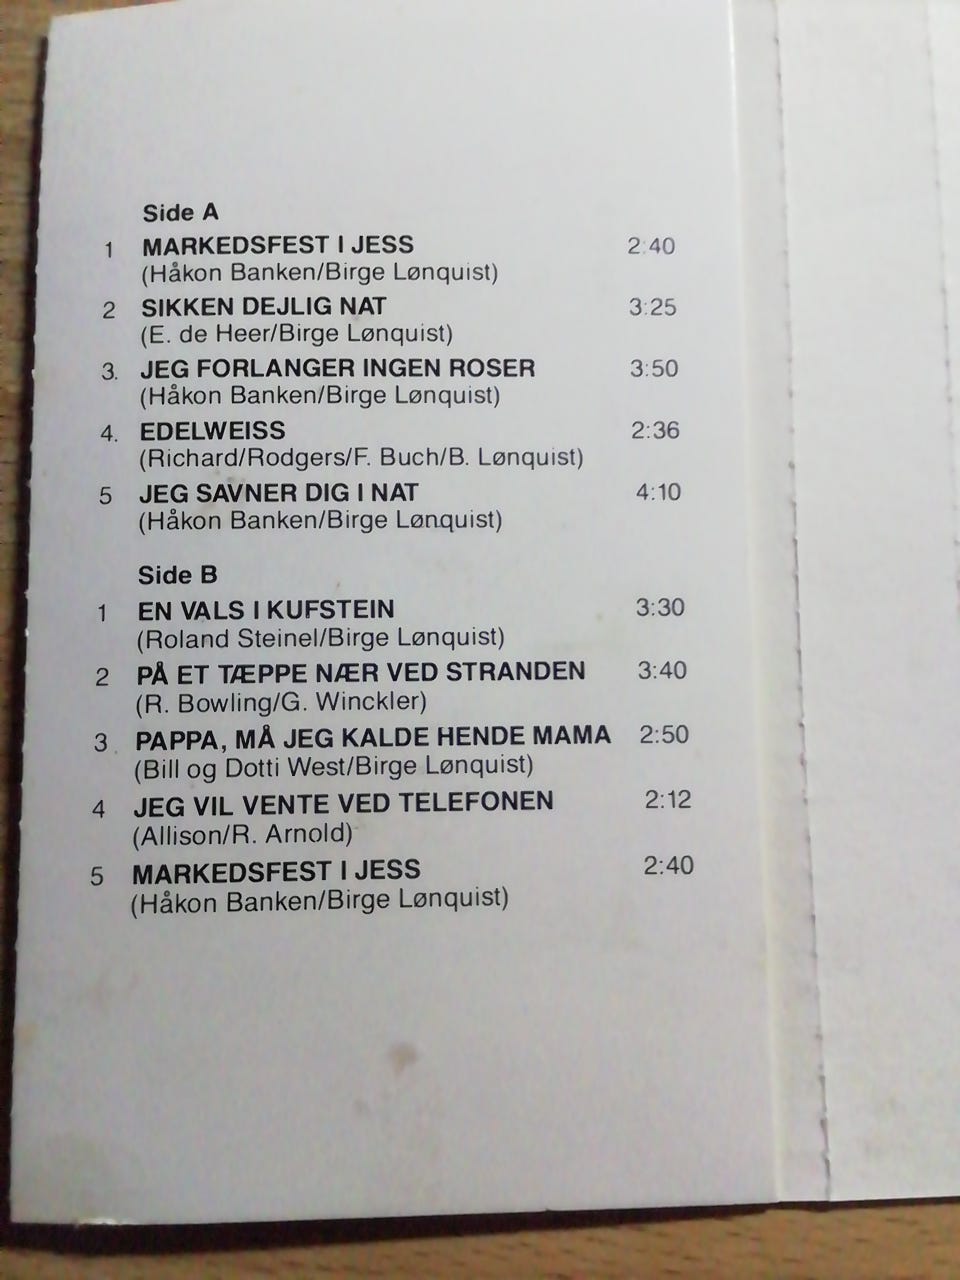 Side A
1 MARKEDSFEST I JESS 2:40
(Håkon Banken/Birge Lønquist)
2 SIKKEN DEJLIG NAT 3:25
(E. de Heer/Birge Lønquist)
3. JEG FORLANGER INGEN ROSER 3:50
(Håkon Banken/Birge Lønquist)
4. EDELWEISS 2:36
(Richard/Rodgers/F. Buch/B. Lønquist)
5 JEG SAVNER DIG I NAT 4:10
(Håkon Banken/Birge Lønquist)
Side B
1 EN VALS I KUFSTEIN 3:30
(Roland Steinel/Birge Lønquist)
2 PÅ ET TÆPPE NÆR VED STRANDEN 3:40
(R. Bowling/G. Winckler)
3. PAPPA, MÅ JEG KALDE HENDE MAMA 2:50
(Bill og Dotti West/Birge Lønquist)
4 JEG VIL VENTE VED TELEFONEN 2:12
(Allison/R. Arnold)
5 MARKEDSFEST I JESS 2:40
(Håkon Banken/Birge Lønquist)